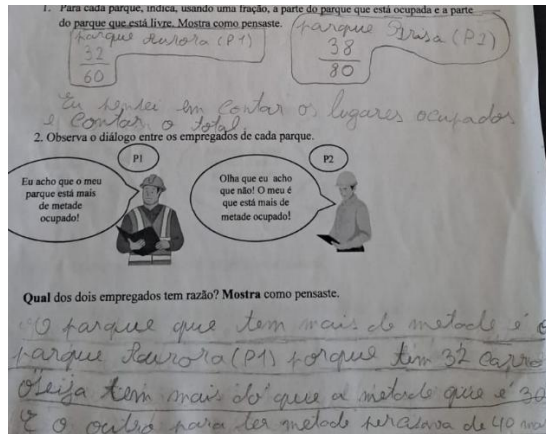 1. Para cada parque, indica, usando uma fração, a parte do parque que está ocupada e a parte
do parque que está livre. Mostra como pensaste.
parque Aurora (P1)
32
60
parque Brisa (P2)
38
80
Eu pensei em contar os lugares ocupados
e contar o total.
2. Observa o diálogo entre os empregados de cada parque.
P1
Eu acho que o meu
parque está mais
de metade
ocupado!
P2
Olha que eu acho
que não! O meu é
que está mais de
metade ocupado!
Qual dos dois empregados tem razão? Mostra como pensaste.
O parque que tem mais de metade é o
parque Aurora (P1) porque tem 32 carro
ou seja tem mais do que a metade que é 30
E o outro para ter metade de 40